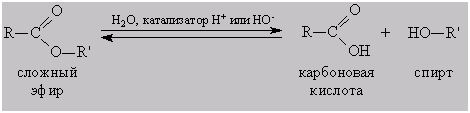 O
H₂O, катализатор H⁺ или HO⁻
O
R—C
R—C
+
HO—R'
O—R'
OH
сложный
эфир
карбоновая
кислота
спирт